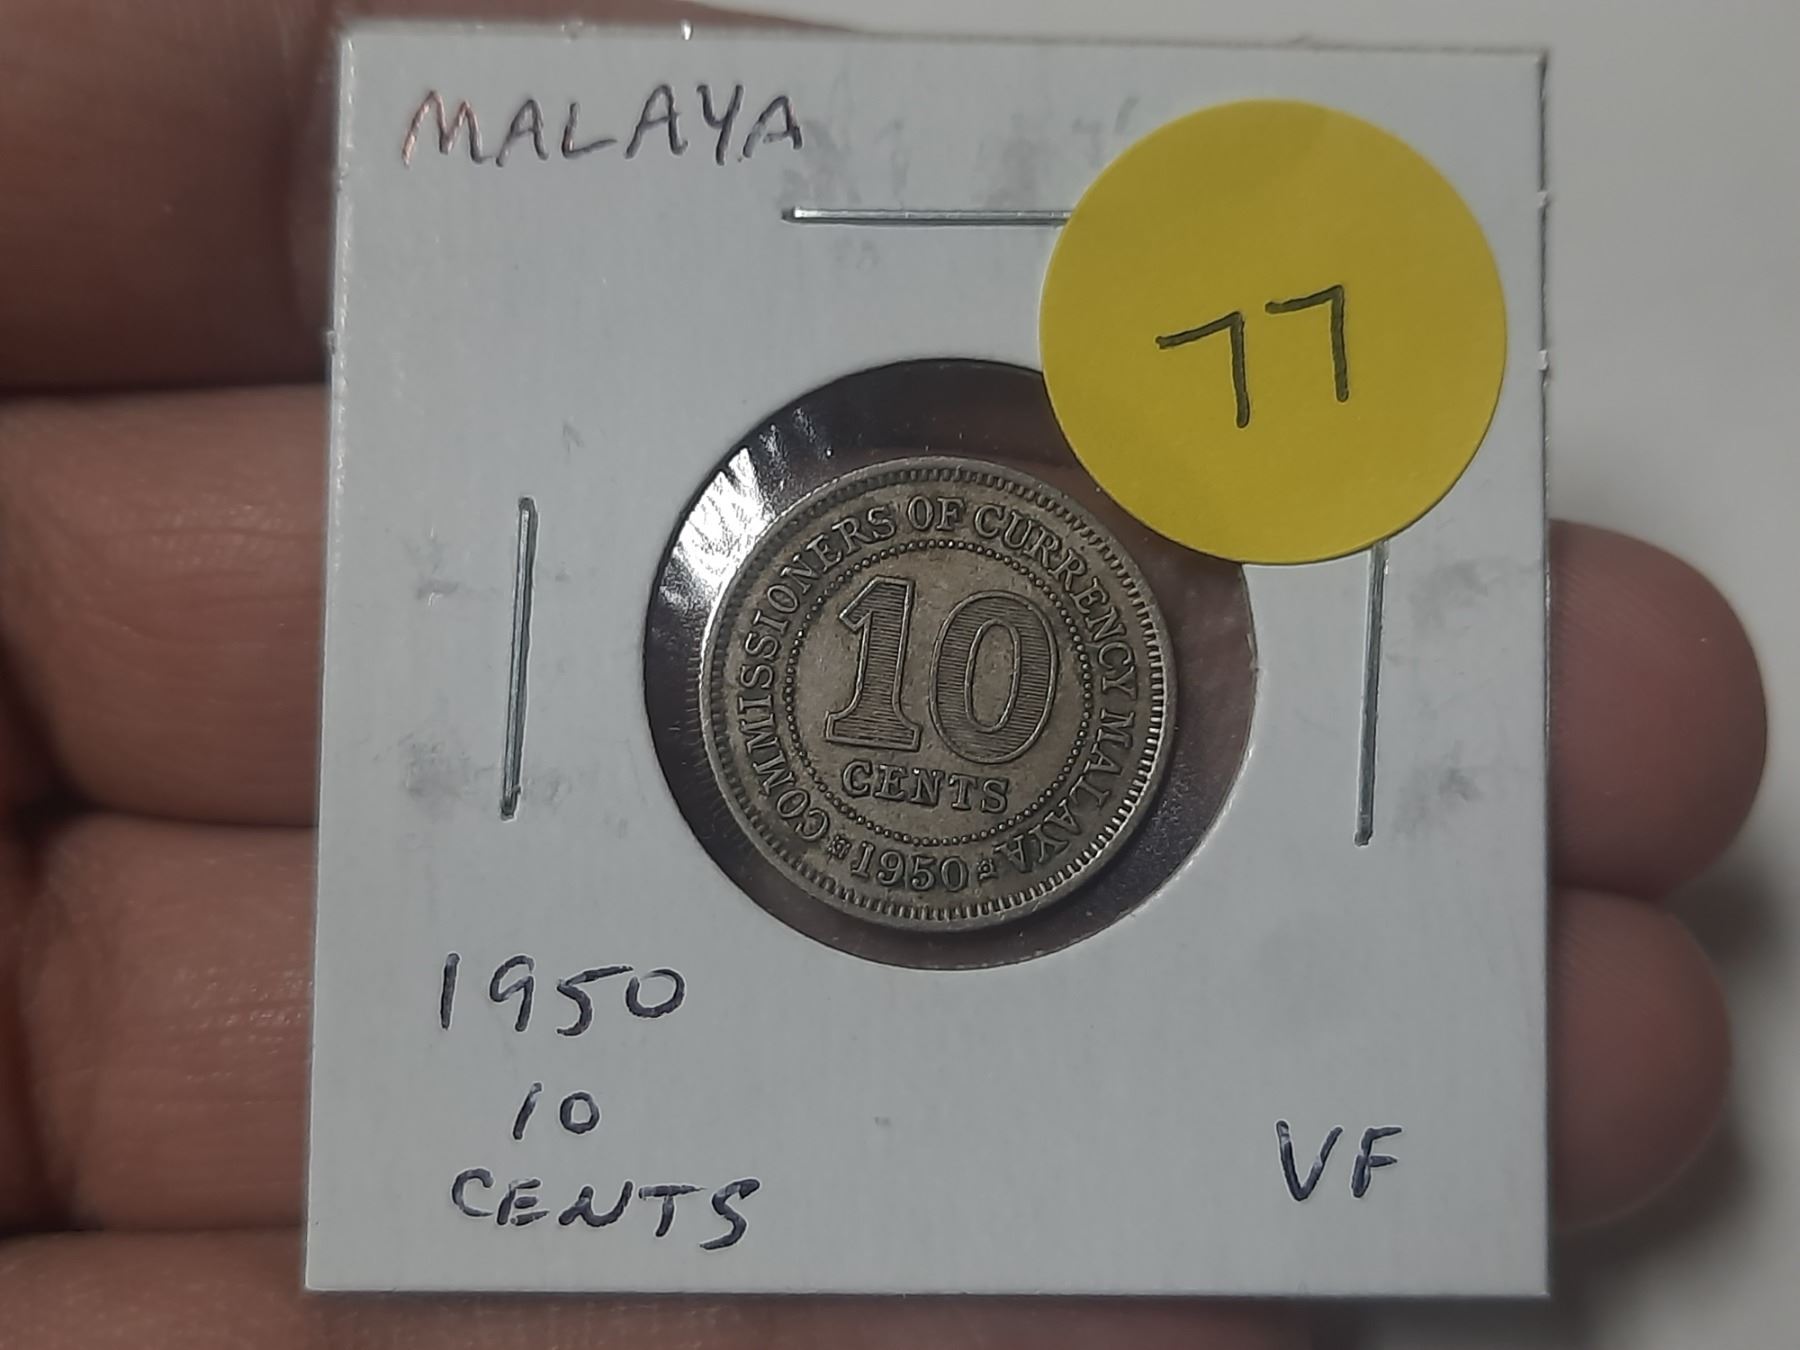 MALAYA
77
COMMISSIONERS OF CURRENCY MALAYA
10
CENTS
1950
1950
10
CENTS
VF